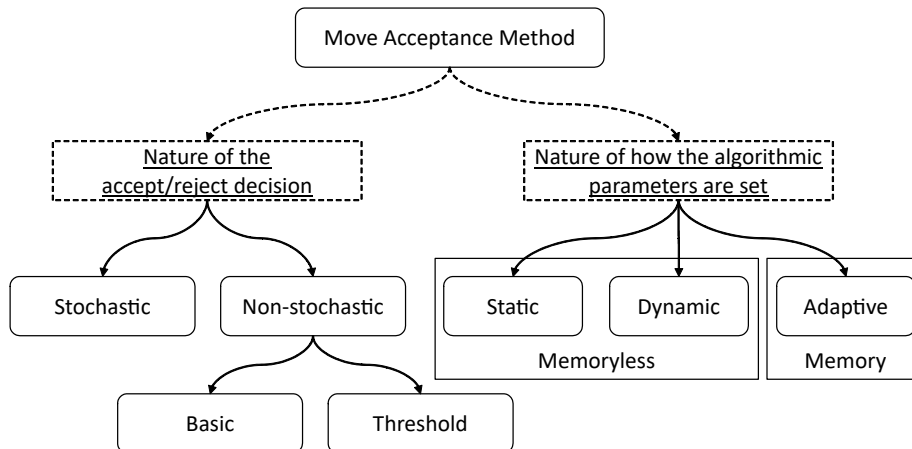 Move Acceptance Method
Nature of the
accept/reject decision
Nature of how the algorithmic
parameters are set
Stochastic
Non-stochastic
Static
Dynamic
Adaptive
Memoryless
Memory
Basic
Threshold